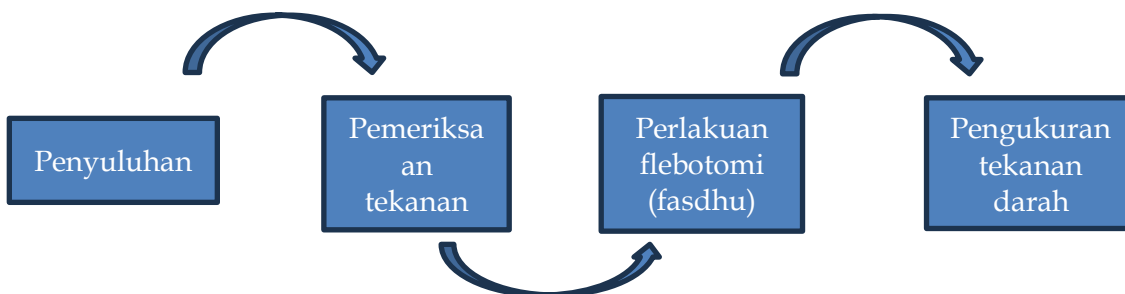 Penyuluhan
Pemeriksa
an
tekanan
Perlakuan
flebotomi
(fasdhu)
Pengukuran
tekanan
darah